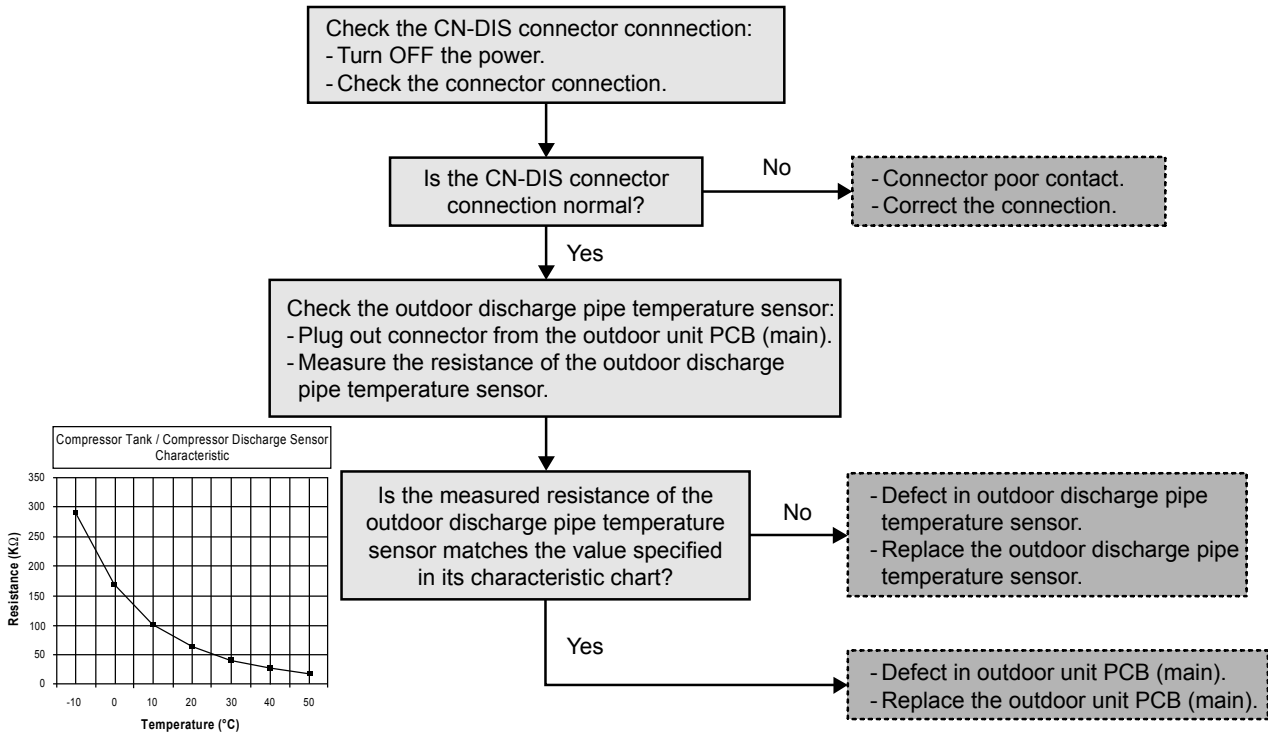 Check the CN-DIS connector connnection:
- Turn OFF the power.
- Check the connector connection.
Is the CN-DIS connector
connection normal?
No
- Connector poor contact.
- Correct the connection.
Yes
Check the outdoor discharge pipe temperature sensor:
- Plug out connector from the outdoor unit PCB (main).
- Measure the resistance of the outdoor discharge
pipe temperature sensor.
Compressor Tank / Compressor Discharge Sensor
Characteristic
Resistance (KΩ)
350
300
250
200
150
100
50
0
-10 0 10 20 30 40 50
Temperature (°C)
Is the measured resistance of the
outdoor discharge pipe temperature
sensor matches the value specified
in its characteristic chart?
No
- Defect in outdoor discharge pipe
temperature sensor.
- Replace the outdoor discharge pipe
temperature sensor.
Yes
- Defect in outdoor unit PCB (main).
- Replace the outdoor unit PCB (main).